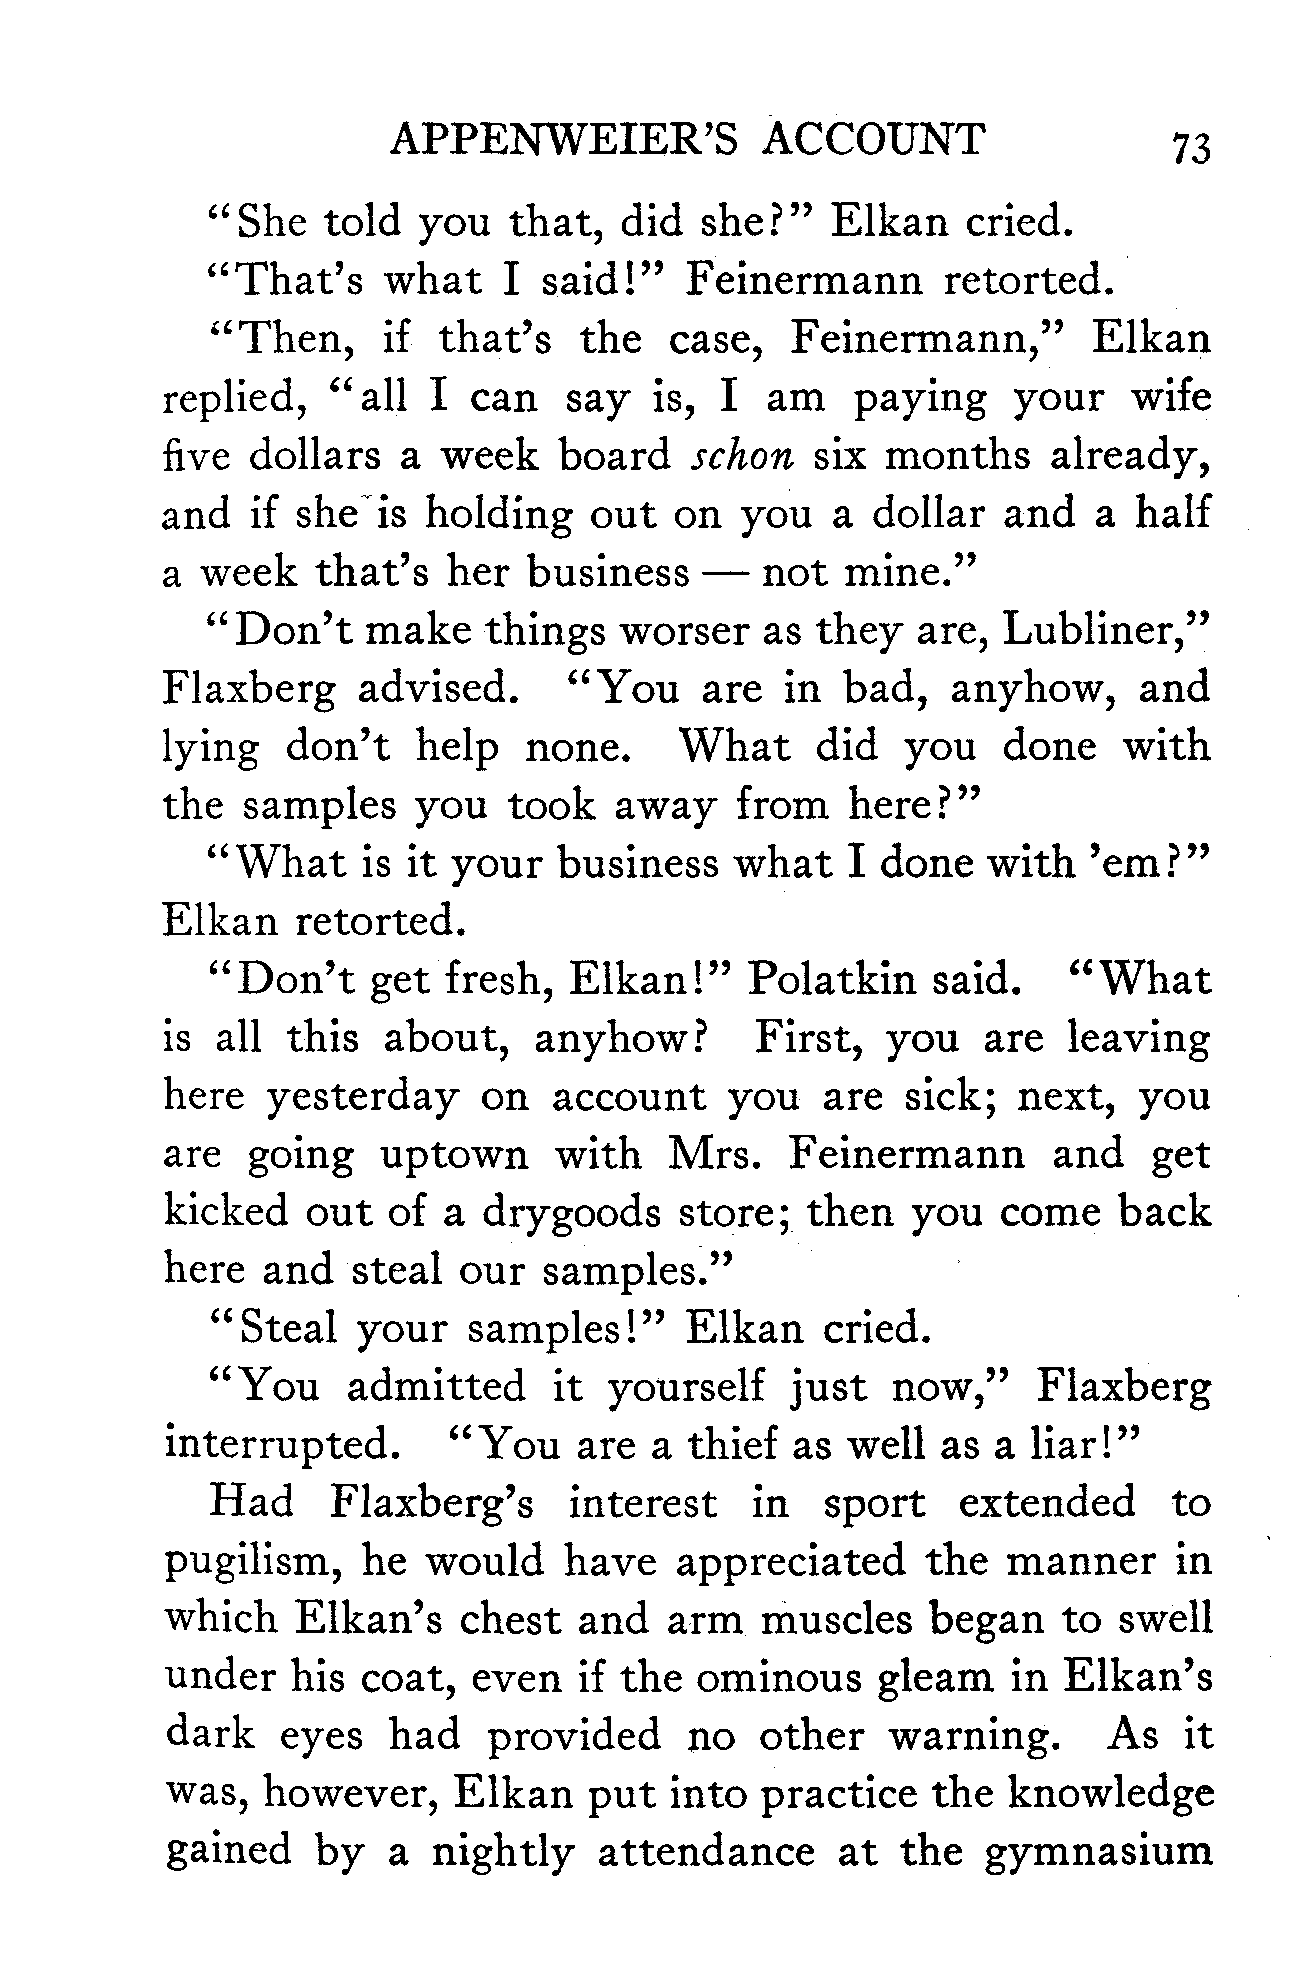 APPENWEIER'S ACCOUNT 73
"She told you that, did she?" Elkan cried.
"That's what I said!" Feinermann retorted.
"Then, if that's the case, Feinermann," Elkan
replied, "all I can say is, I am paying your wife
five dollars a week board schon six months already,
and if she is holding out on you a dollar and a half
a week that's her business — not mine."
"Don't make things worser as they are, Lubliner,"
Flaxberg advised. "You are in bad, anyhow, and
lying don't help none. What did you done with
the samples you took away from here?"
"What is it your business what I done with 'em?"
Elkan retorted.
"Don't get fresh, Elkan!" Polatkin said. "What
is all this about, anyhow? First, you are leaving
here yesterday on account you are sick; next, you
are going uptown with Mrs. Feinermann and get
kicked out of a drygoods store; then you come back
here and steal our samples."
"Steal your samples!" Elkan cried.
"You admitted it yourself just now," Flaxberg
interrupted. "You are a thief as well as a liar!"
Had Flaxberg's interest in sport extended to
pugilism, he would have appreciated the manner in
which Elkan's chest and arm muscles began to swell
under his coat, even if the ominous gleam in Elkan's
dark eyes had provided no other warning. As it
was, however, Elkan put into practice the knowledge
gained by a nightly attendance at the gymnasium